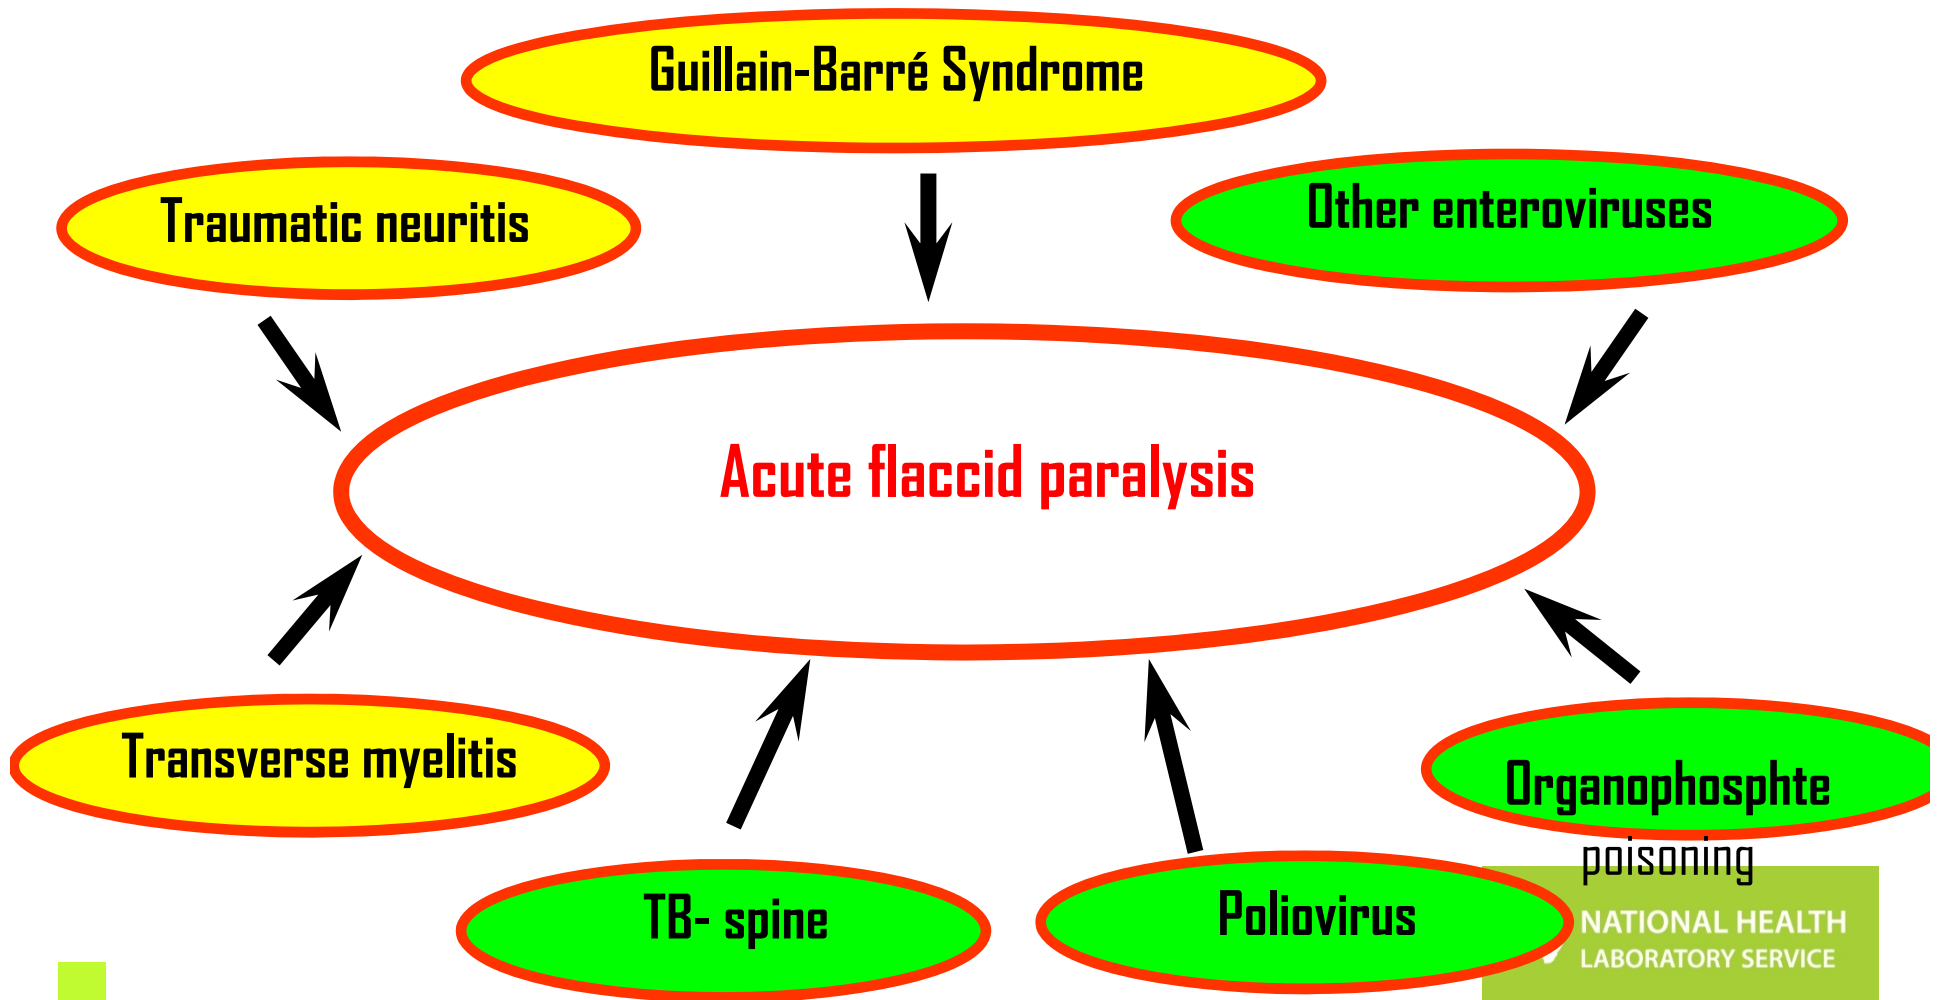 Guillain-Barré Syndrome
Traumatic neuritis
Other enteroviruses
Acute flaccid paralysis
Transverse myelitis
Organophosphte
poisoning
TB- spine
Poliovirus
NATIONAL HEALTH
LABORATORY SERVICE